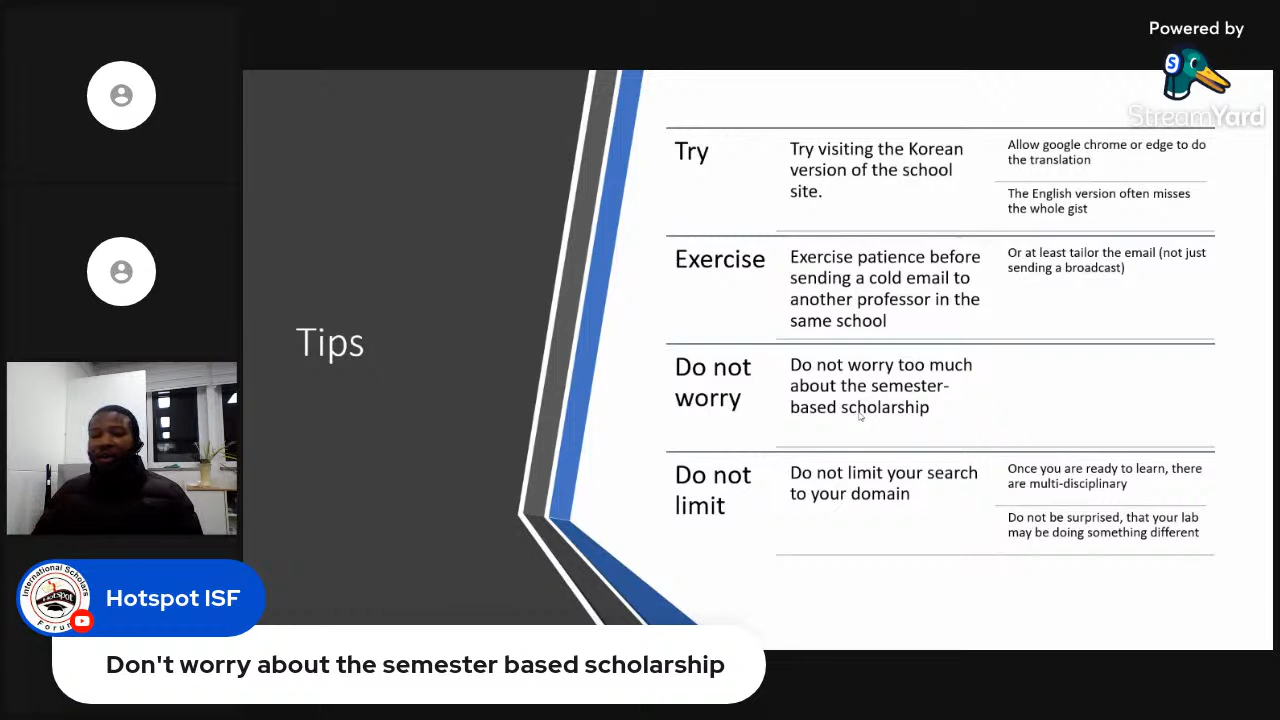 Powered by
StreamYard
Tips
Try
Try visiting the Korean
version of the school
site.
Allow google chrome or edge to do
the translation
The English version often misses
the whole gist
Exercise
Exercise patience before
sending a cold email to
another professor in the
same school
Or at least tailor the email (not just
sending a broadcast)
Do not
worry
Do not worry too much
about the semester-
based scholarship
Do not
limit
Do not limit your search
to your domain
Once you are ready to learn, there
are multi-disciplinary
Do not be surprised, that your lab
may be doing something different
International Scholars
HOTSPOT
Forum
Hotspot ISF
Don't worry about the semester based scholarship